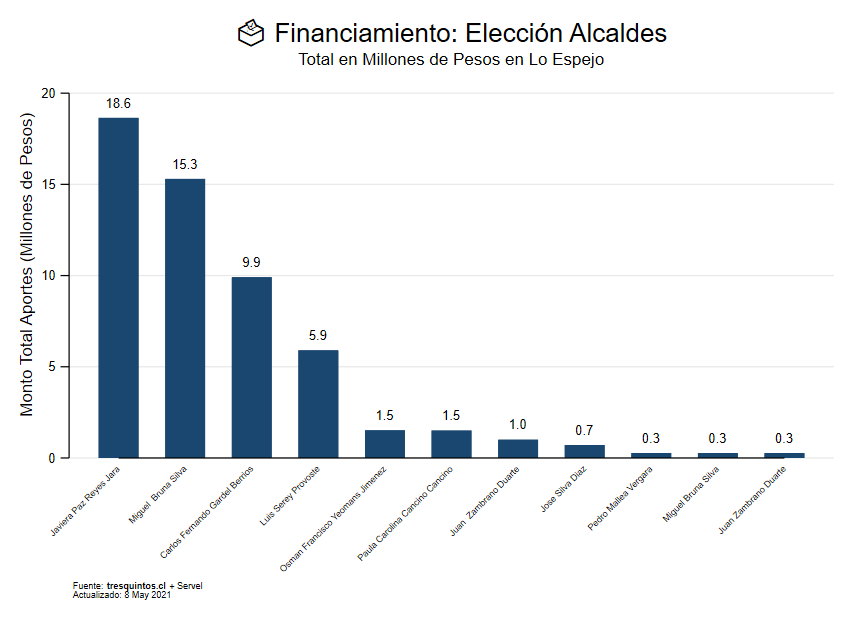 Financiamiento: Elección Alcaldes
Total en Millones de Pesos en Lo Espejo
Monto Total Aportes (Millones de Pesos)
20
15
10
5
0
18.6
15.3
9.9
5.9
1.5
1.5
1.0
0.7
0.3
0.3
0.3
Javiera Paz Reyes Jara
Miguel  Bruna Silva
Carlos Fernando Gardel Berrios
Luis Serey Provoste
Osman Francisco Yeomans Jimenez
Paula Carolina Cancino Cancino
Juan  Zambrano Duarte
Jose Silva Diaz
Pedro Mallea Vergara
Miguel Bruna Silva
Juan Zambrano Duarte
Fuente: tresquintos.cl + Servel
Actualizado: 8 May 2021